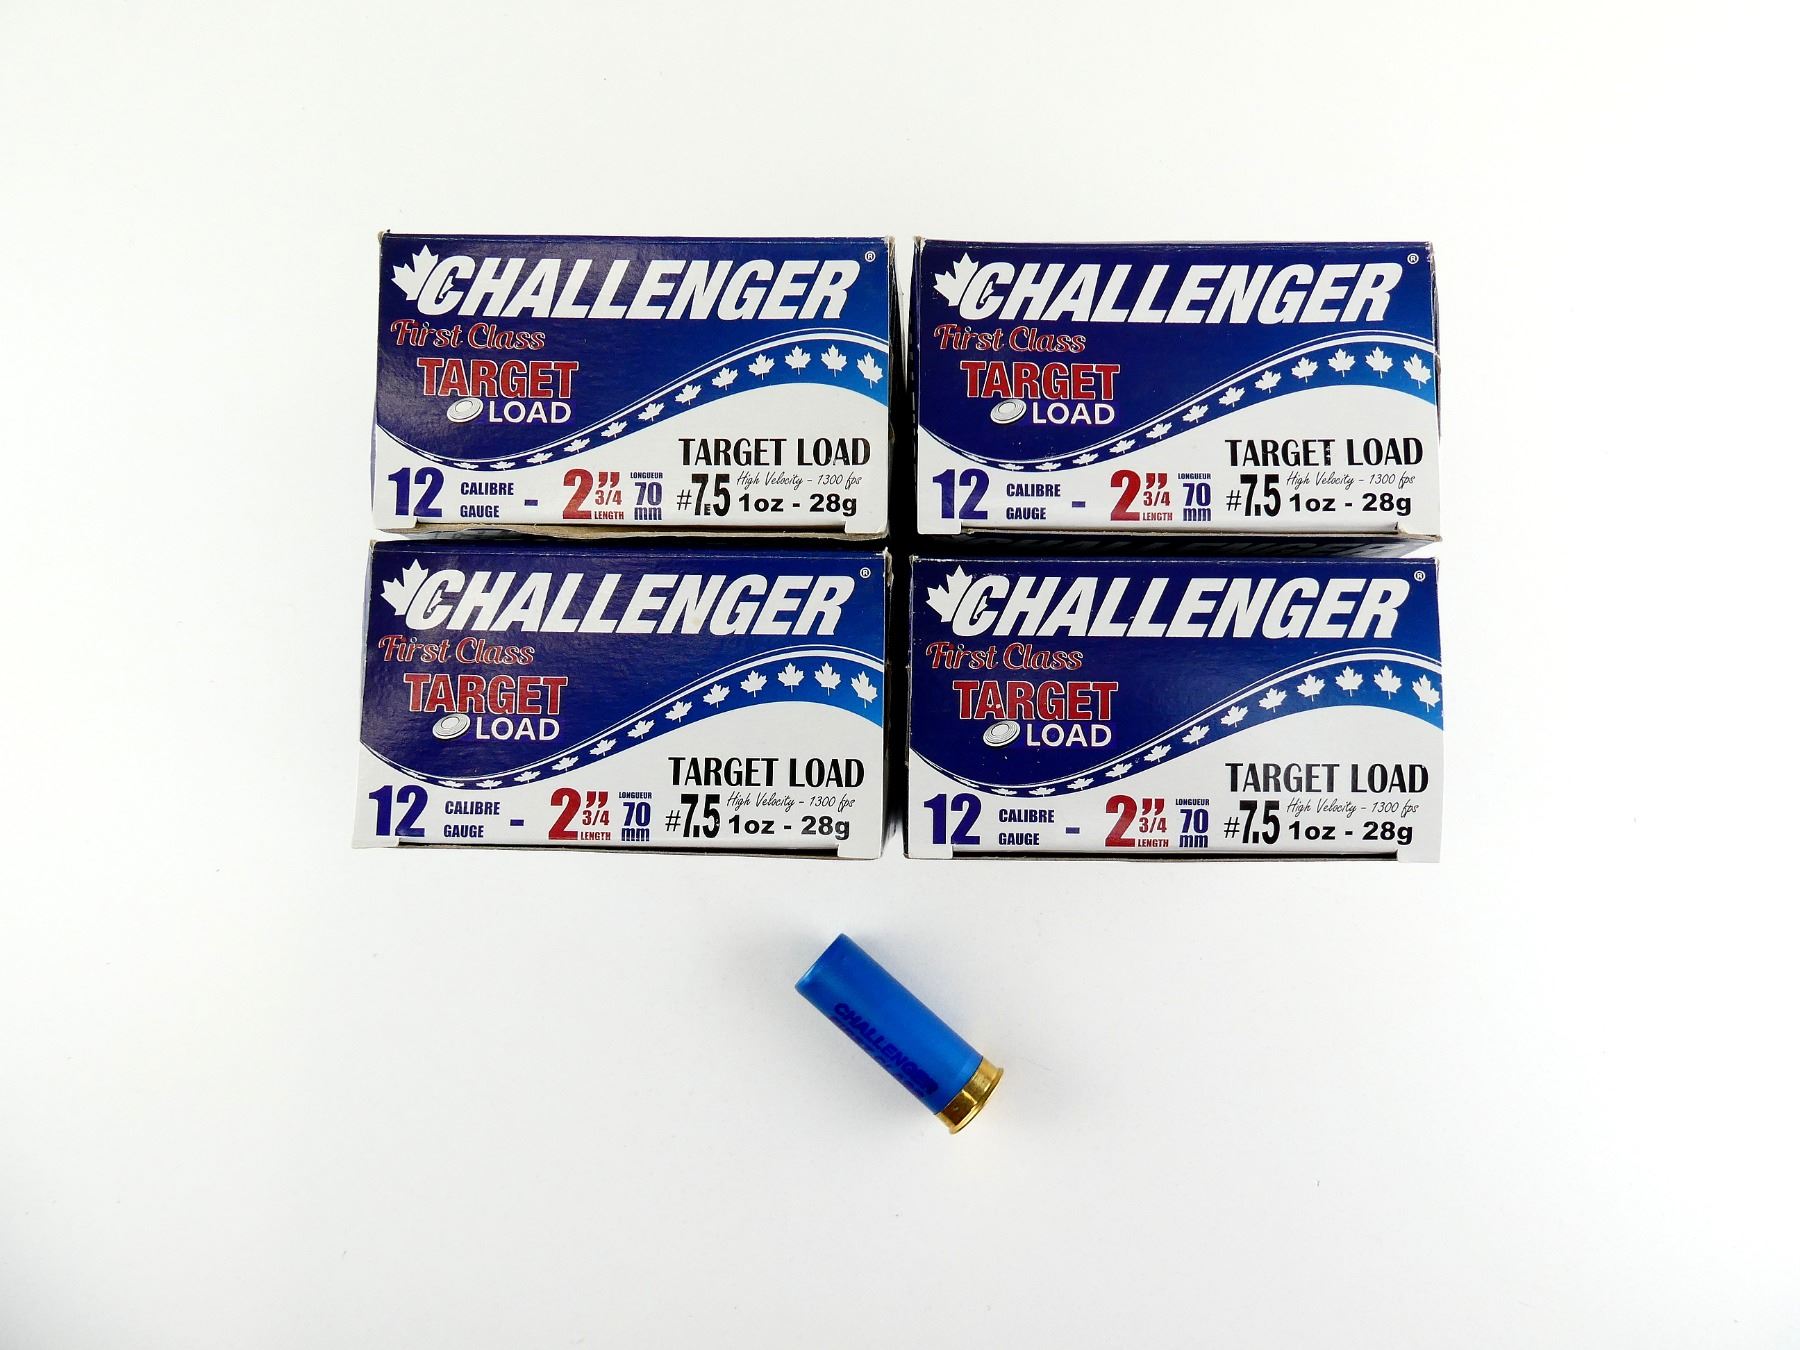 CHALLENGER®
First Class
TARGET
LOAD
TARGET LOAD
High Velocity - 1300 fps
12 CALIBRE GAUGE - 2" 3/4 LENGTH LONGUEUR 70 mm #7.5 1oz - 28g
CHALLENGER®
First Class
TARGET
LOAD
TARGET LOAD
High Velocity - 1300 fps
12 CALIBRE GAUGE - 2" 3/4 LENGTH LONGUEUR 70 mm #7.5 1oz - 28g
CHALLENGER®
First Class
TARGET
LOAD
TARGET LOAD
High Velocity - 1300 fps
12 CALIBRE GAUGE - 2" 3/4 LENGTH LONGUEUR 70 mm #7.5 1oz - 28g
CHALLENGER®
First Class
TARGET
LOAD
TARGET LOAD
High Velocity - 1300 fps
12 CALIBRE GAUGE - 2" 3/4 LENGTH LONGUEUR 70 mm #7.5 1oz - 28g
CHALLENGER